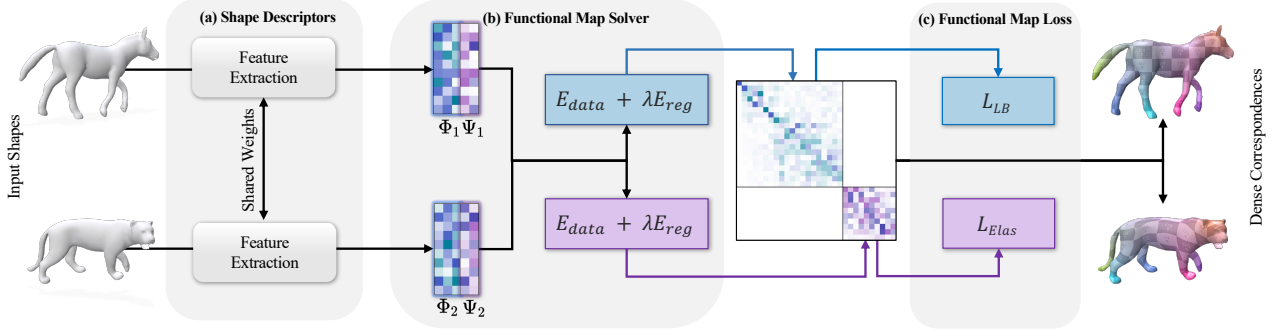 (a) Shape Descriptors
(b) Functional Map Solver
(c) Functional Map Loss
Input Shapes
Feature
Extraction
Shared Weights
Feature
Extraction
Φ₁ Ψ₁
Φ₂ Ψ₂
E_data + λE_reg
E_data + λE_reg
L_LB
L_Elas
Dense Correspondences